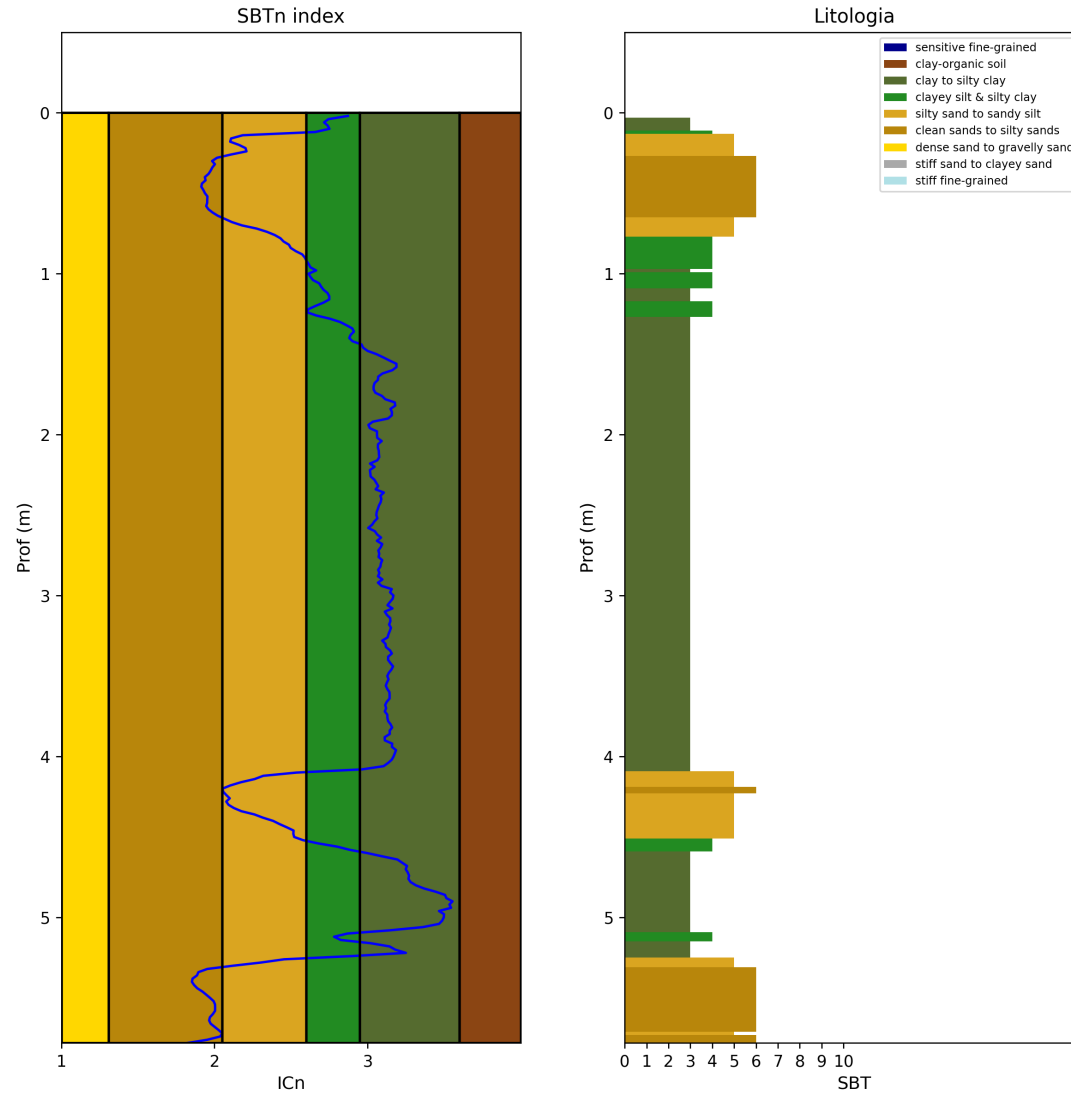 SBTn index
0
1
2
3
4
5
Prof (m)
1
2
3
ICn
Litologia
sensitive fine-grained
clay-organic soil
clay to silty clay
clayey silt & silty clay
silty sand to sandy silt
clean sands to silty sands
dense sand to gravelly sand
stiff sand to clayey sand
stiff fine-grained
0
1
2
3
4
5
Prof (m)
0 1 2 3 4 5 6 7 8 9 10
SBT